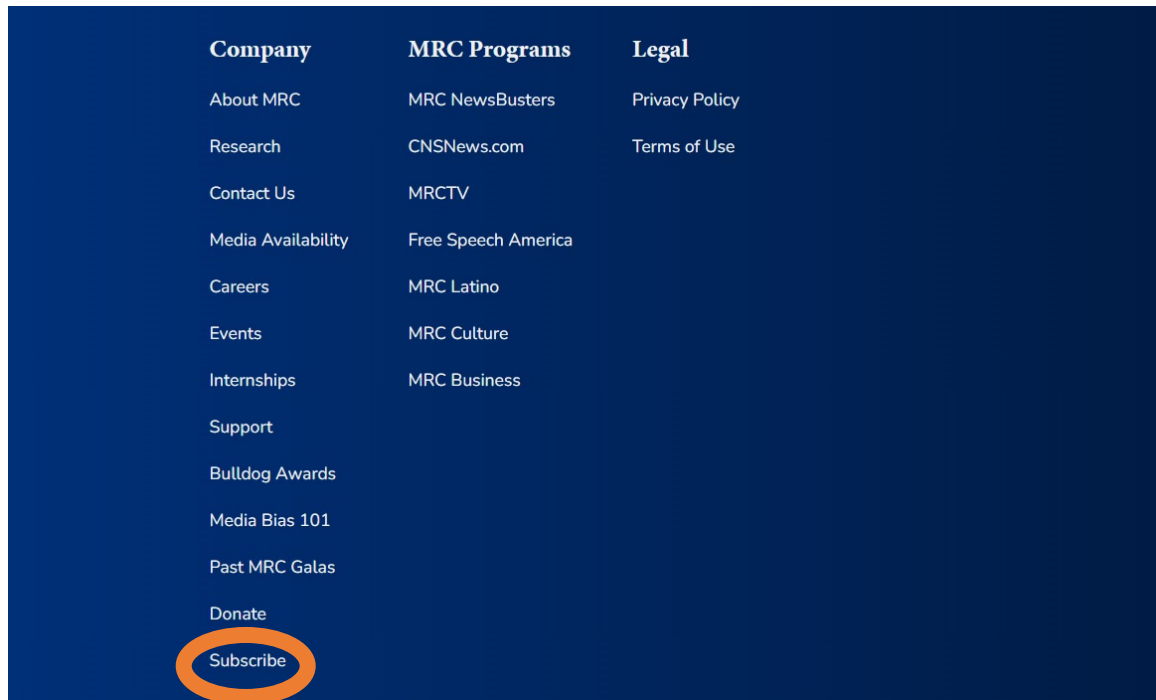 Company
About MRC
Research
Contact Us
Media Availability
Careers
Events
Internships
Support
Bulldog Awards
Media Bias 101
Past MRC Galas
Donate
Subscribe
MRC Programs
MRC NewsBusters
CNSNews.com
MRCTV
Free Speech America
MRC Latino
MRC Culture
MRC Business
Legal
Privacy Policy
Terms of Use